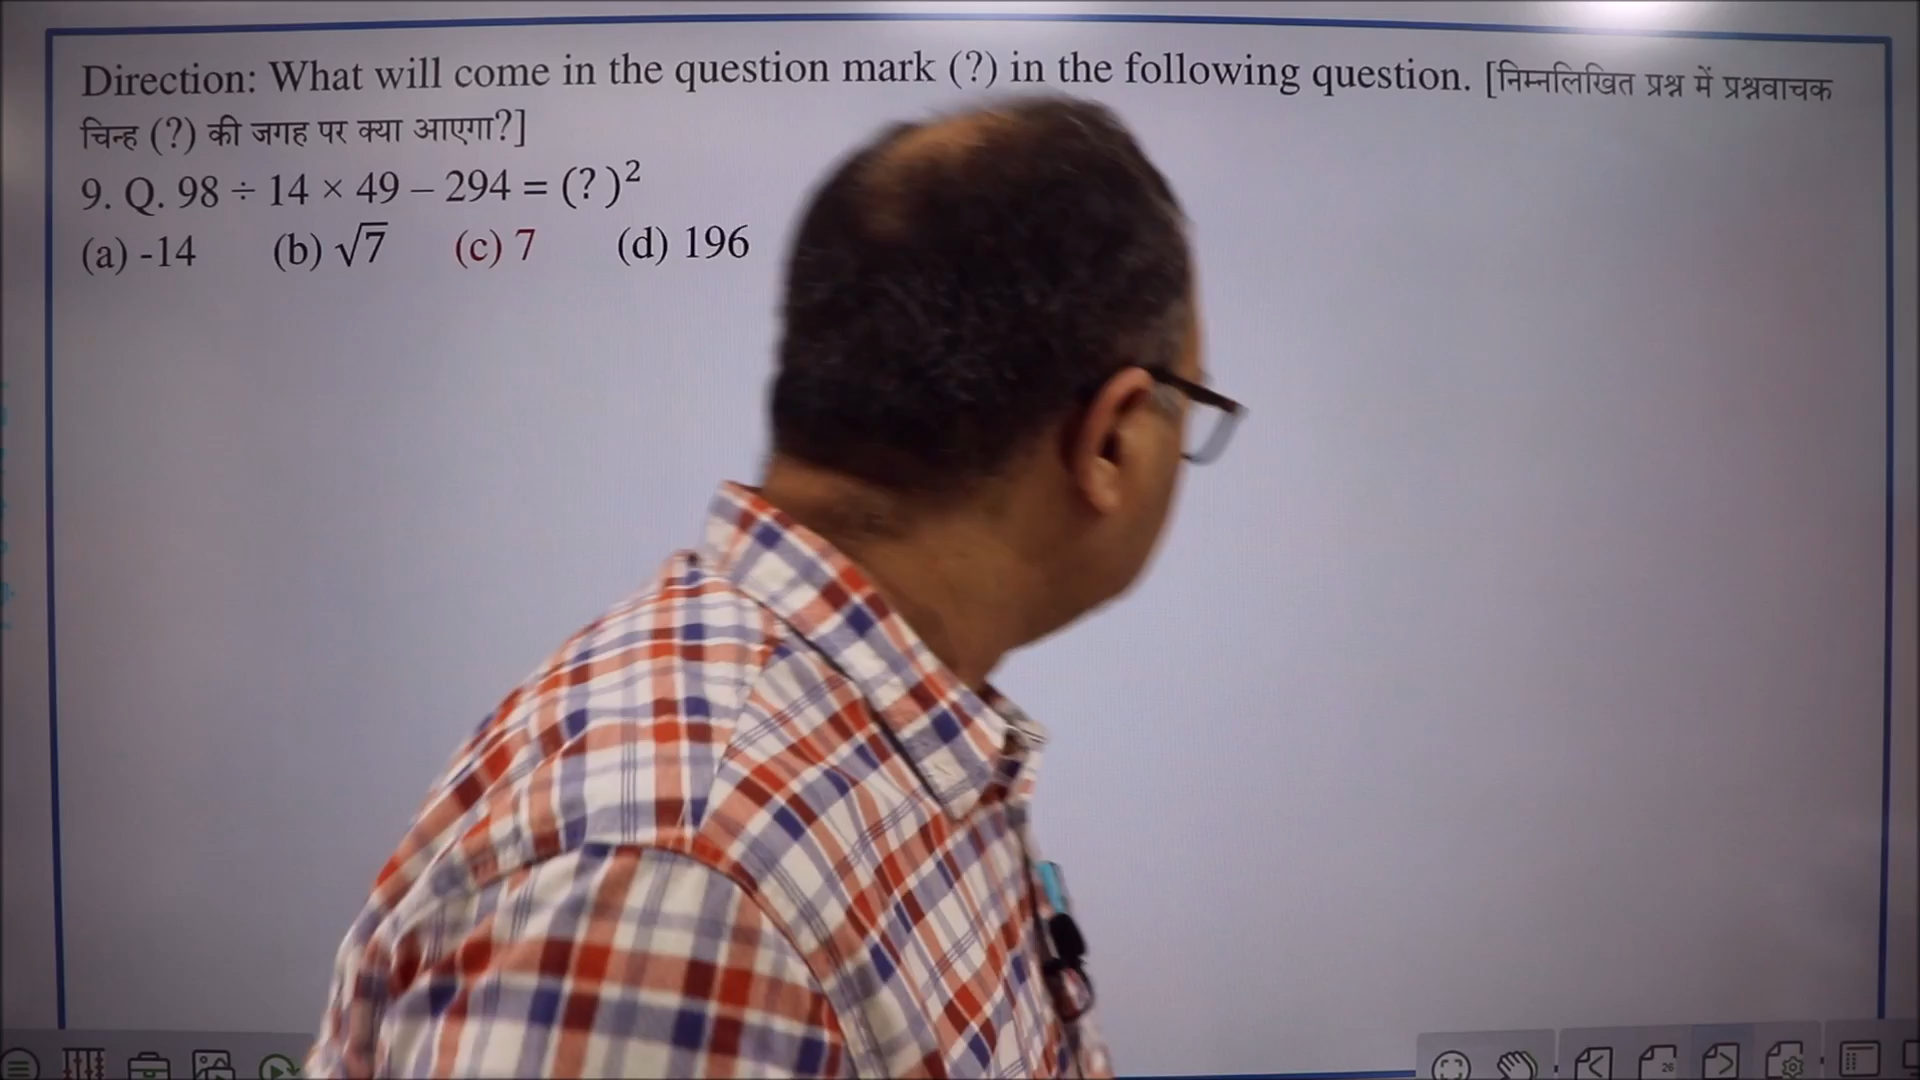 Direction: What will come in the question mark (?) in the following question. [निम्नलिखित प्रश्न में प्रश्नवाचक
चिन्ह (?) की जगह पर क्या आएगा?]
9. Q. 98 ÷ 14 × 49 – 294 = (? )²
(a) -14 (b) √7 (c) 7 (d) 196
26